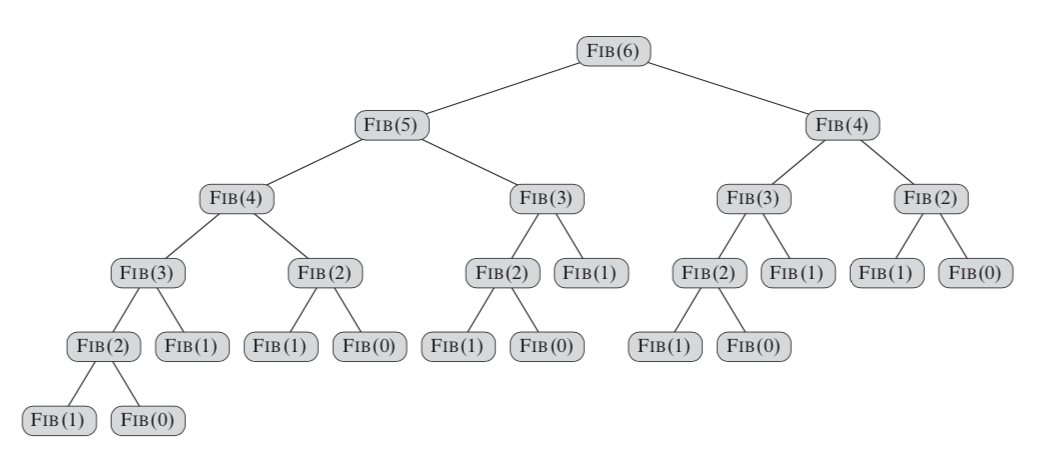 FIB(6)
FIB(5) FIB(4)
FIB(4) FIB(3) FIB(3) FIB(2)
FIB(3) FIB(2) FIB(2) FIB(1) FIB(2) FIB(1) FIB(1) FIB(0)
FIB(2) FIB(1) FIB(1) FIB(0) FIB(1) FIB(0) FIB(1) FIB(0)
FIB(1) FIB(0)